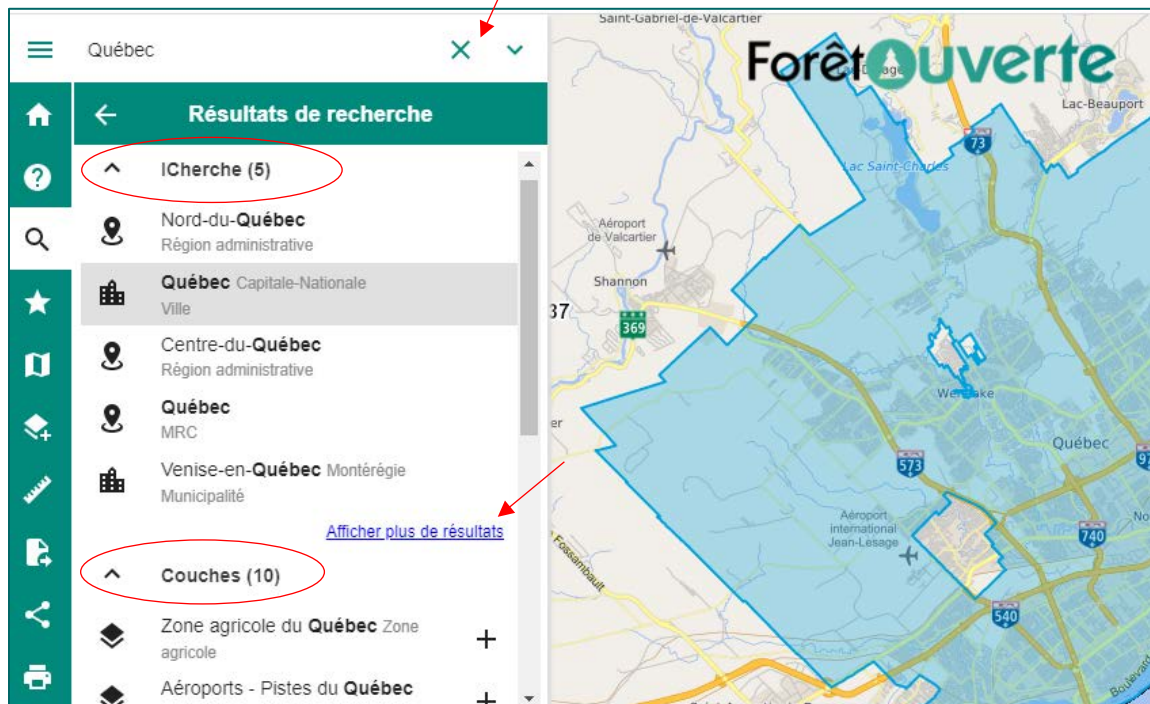 Québec
Résultats de recherche
ICherche (5)
Nord-du-Québec
Région administrative
Québec Capitale-Nationale
Ville
Centre-du-Québec
Région administrative
Québec
MRC
Venise-en-Québec Montérégie
Municipalité
Afficher plus de résultats
Couches (10)
Zone agricole du Québec Zone
agricole
Aéroports - Pistes du Québec
Saint-Gabriel-de-Valcartier
ForêtOuverte
Lac-Beauport
73
Lac Saint-Charles
Aéroport
de Valcartier
Shannon
37
369
Québec
573
Aéroport
international
Jean-Lesage
740
540
Fossambault
Boulevard